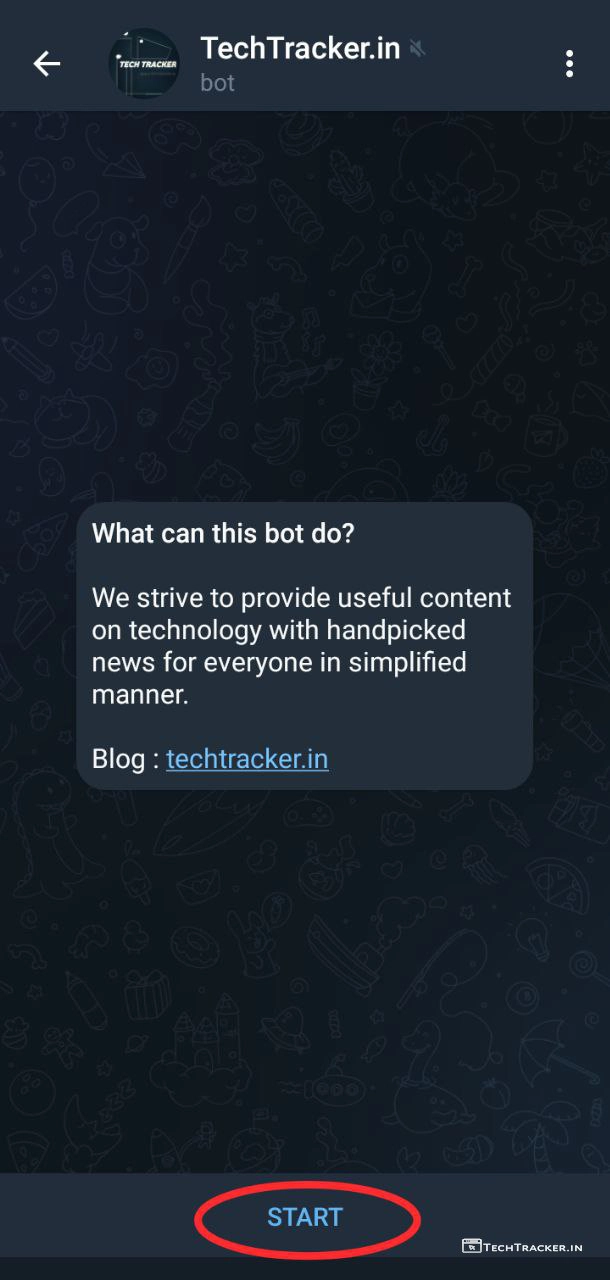 TechTracker.in
TECH TRACKER
bot
What can this bot do?
We strive to provide useful content
on technology with handpicked
news for everyone in simplified
manner.
Blog : techtracker.in
START
TECHTRACKER.IN